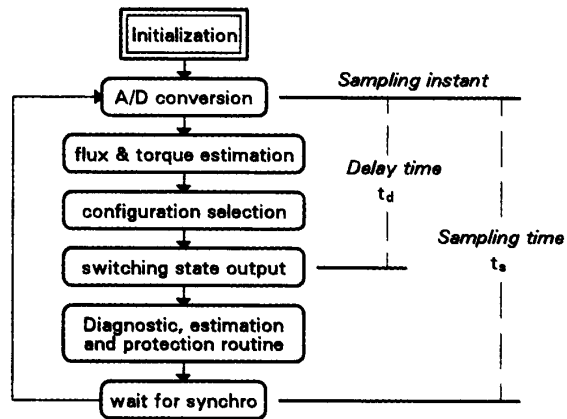 Initialization
A/D conversion
Sampling instant
flux & torque estimation
Delay time
td
configuration selection
Sampling time
ts
switching state output
Diagnostic, estimation
and protection routine
wait for synchro